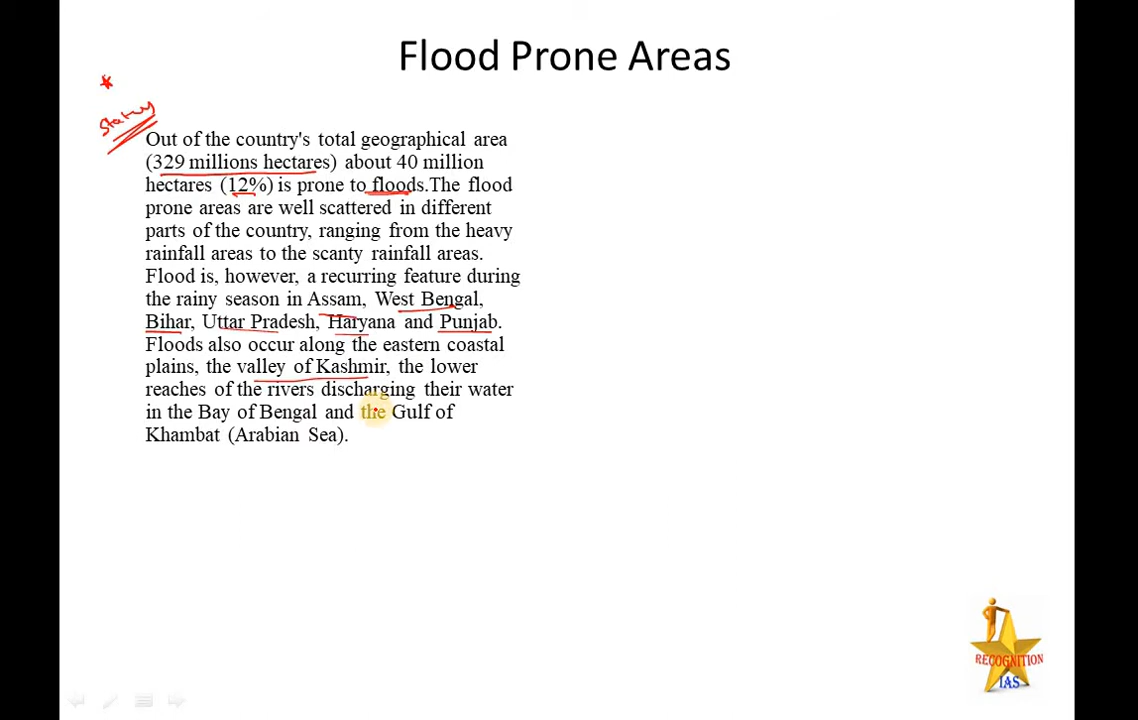 Flood Prone Areas
Status
Out of the country's total geographical area
(329 millions hectares) about 40 million
hectares (12%) is prone to floods.The flood
prone areas are well scattered in different
parts of the country, ranging from the heavy
rainfall areas to the scanty rainfall areas.
Flood is, however, a recurring feature during
the rainy season in Assam, West Bengal,
Bihar, Uttar Pradesh, Haryana and Punjab.
Floods also occur along the eastern coastal
plains, the valley of Kashmir, the lower
reaches of the rivers discharging their water
in the Bay of Bengal and the Gulf of
Khambat (Arabian Sea).
RECOGNITION
IAS